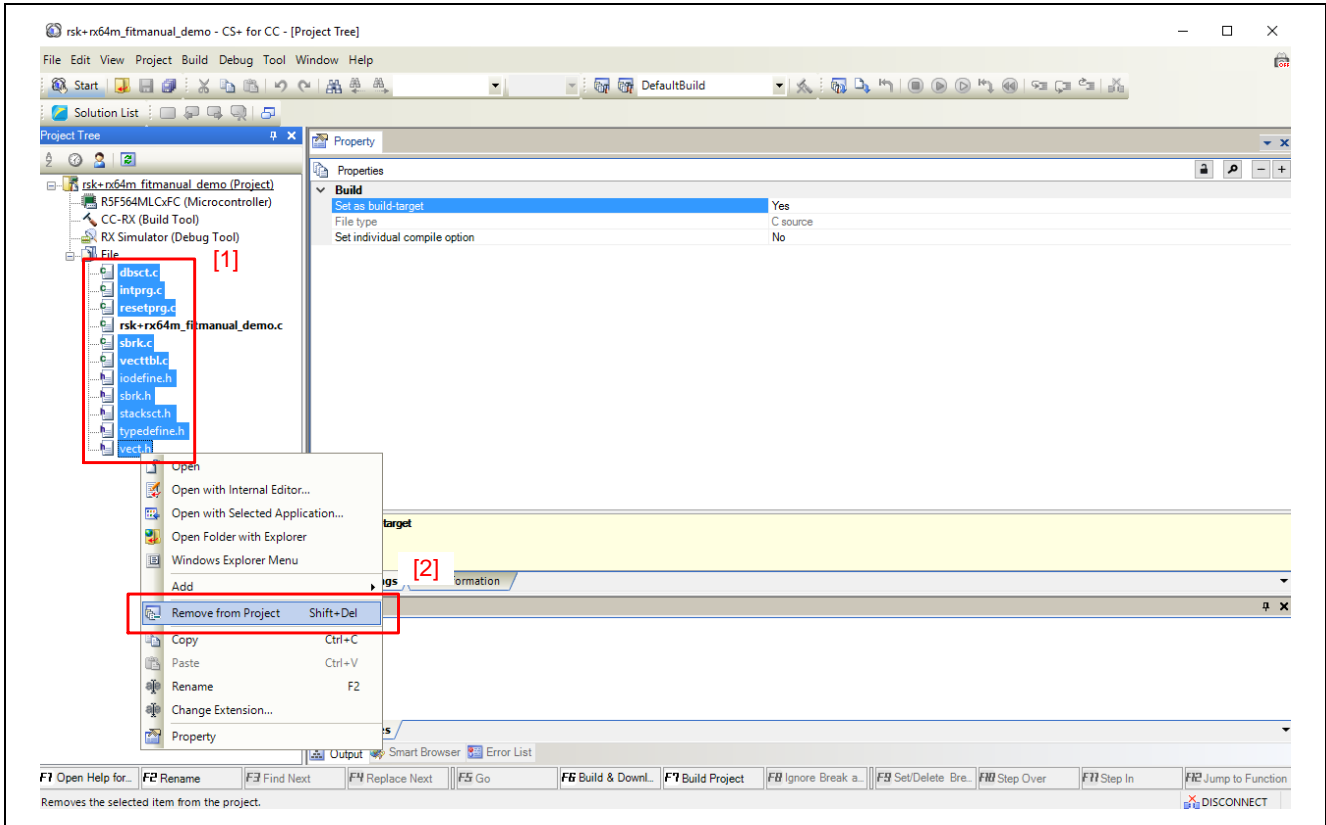 rsk+rx64m_fitmanual_demo - CS+ for CC - [Project Tree]
File Edit View Project Build Debug Tool Window Help
OFF
Start DefaultBuild
Solution List
Project Tree
Property
Properties
rsk+rx64m_fitmanual_demo (Project)
R5F564MLCxFC (Microcontroller)
CC-RX (Build Tool)
RX Simulator (Debug Tool)
File
[1]
Build
Set as build-target Yes
File type C source
Set individual compile option No
dbsct.c
intprg.c
resetprg.c
rsk+rx64m_fitmanual_demo.c
sbrk.c
vecttbl.c
iodefine.h
sbrk.h
stacksct.h
typedefine.h
vect.h
Open
Open with Internal Editor...
Open with Selected Application...
Open Folder with Explorer
Windows Explorer Menu
Add
Remove from Project Shift+Del
Copy Ctrl+C
Paste Ctrl+V
Rename F2
Change Extension...
Property
target
[2]
gs ormation
es
Output Smart Browser Error List
F1 Open Help for... F2 Rename F3 Find Next F4 Replace Next F5 Go F6 Build & Downl... F7 Build Project F8 Ignore Break a... F9 Set/Delete Bre... F10 Step Over F11 Step In F12 Jump to Function
Removes the selected item from the project.
DISCONNECT